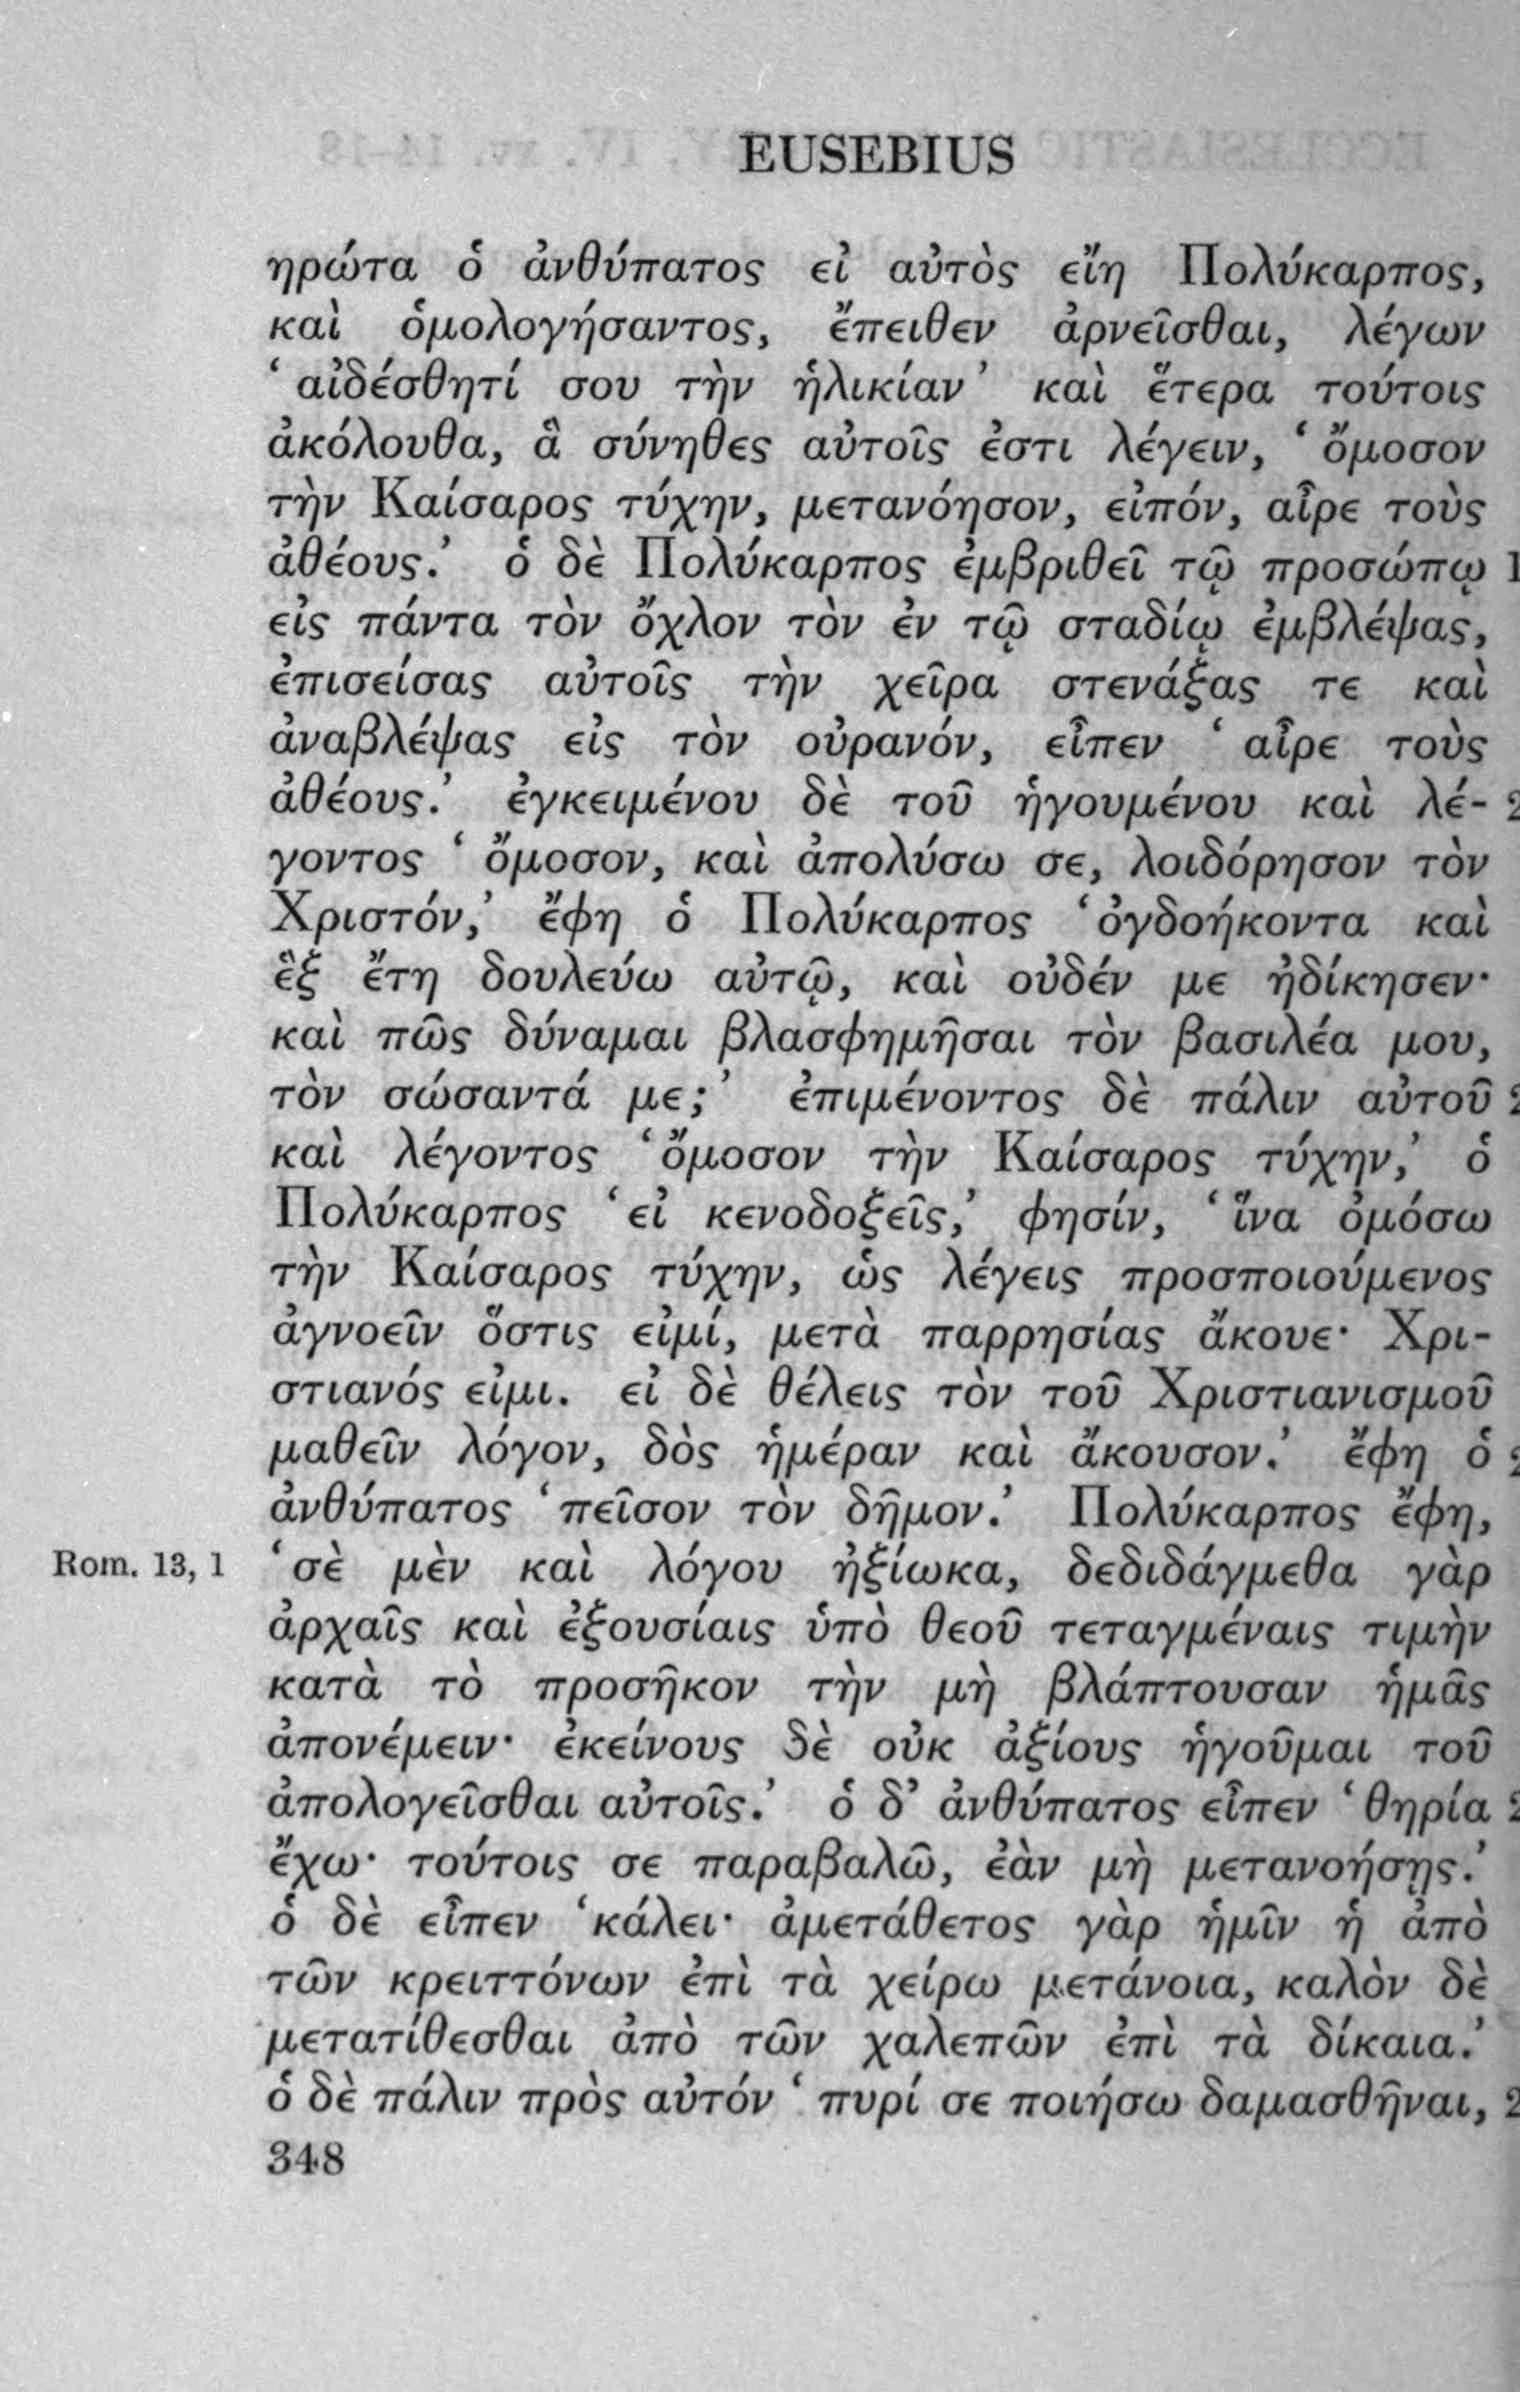 EUSEBIUS
ηρώτα ὁ ἀνθύπατος εἰ αὐτὸς εἴη Πολύκαρπος,
καὶ ὁμολογήσαντος, ἔπειθεν ἀρνεῖσθαι, λέγων
‘ αἰδέσθητί σου τὴν ἡλικίαν’ καὶ ἕτερα τούτοις
ἀκόλουθα, ἃ σύνηθες αὐτοῖς ἐστι λέγειν, ‘ ὄμοσον
τὴν Καίσαρος τύχην, μετανόησον, εἰπόν, αἶρε τοὺς
ἀθέους.’ ὁ δὲ Πολύκαρπος ἐμβριθεῖ τῷ προσώπῳ
εἰς πάντα τὸν ὄχλον τὸν ἐν τῷ σταδίῳ ἐμβλέψας,
ἐπισείσας αὐτοῖς τὴν χεῖρα στενάξας τε καὶ
ἀναβλέψας εἰς τὸν οὐρανόν, εἶπεν ‘ αἶρε τοὺς
ἀθέους.’ ἐγκειμένου δὲ τοῦ ἡγουμένου καὶ λέ-
γοντος ‘ ὄμοσον, καὶ ἀπολύσω σε, λοιδόρησον τὸν
Χριστόν,’ ἔφη ὁ Πολύκαρπος ‘ὀγδοήκοντα καὶ
ἓξ ἔτη δουλεύω αὐτῷ, καὶ οὐδέν με ἠδίκησεν·
καὶ πῶς δύναμαι βλασφημῆσαι τὸν βασιλέα μου,
τὸν σώσαντά με;’ ἐπιμένοντος δὲ πάλιν αὐτοῦ
καὶ λέγοντος ‘ὄμοσον τὴν Καίσαρος τύχην,’ ὁ
Πολύκαρπος ‘εἰ κενοδοξεῖς,’ φησίν, ‘ἵνα ὀμόσω
τὴν Καίσαρος τύχην, ὡς λέγεις προσποιούμενος
ἀγνοεῖν ὅστις εἰμί, μετὰ παρρησίας ἄκουε· Χρι-
στιανός εἰμι. εἰ δὲ θέλεις τὸν τοῦ Χριστιανισμοῦ
μαθεῖν λόγον, δὸς ἡμέραν καὶ ἄκουσον.’ ἔφη ὁ
ἀνθύπατος ‘πεῖσον τὸν δῆμον.’ Πολύκαρπος ἔφη,
Rom. 13, 1 ‘σὲ μὲν καὶ λόγου ἠξίωκα, δεδιδάγμεθα γὰρ
ἀρχαῖς καὶ ἐξουσίαις ὑπὸ θεοῦ τεταγμέναις τιμὴν
κατὰ τὸ προσῆκον τὴν μὴ βλάπτουσαν ἡμᾶς
ἀπονέμειν· ἐκείνους δὲ οὐκ ἀξίους ἡγοῦμαι τοῦ
ἀπολογεῖσθαι αὐτοῖς.’ ὁ δ’ ἀνθύπατος εἶπεν ‘θηρία
ἔχω· τούτοις σε παραβαλῶ, ἐὰν μὴ μετανοήσῃς.’
ὁ δὲ εἶπεν ‘κάλει· ἀμετάθετος γὰρ ἡμῖν ἡ ἀπὸ
τῶν κρειττόνων ἐπὶ τὰ χείρω μετάνοια, καλὸν δὲ
μετατίθεσθαι ἀπὸ τῶν χαλεπῶν ἐπὶ τὰ δίκαια.’
ὁ δὲ πάλιν πρὸς αὐτόν ‘ πυρί σε ποιήσω δαμασθῆναι,
348